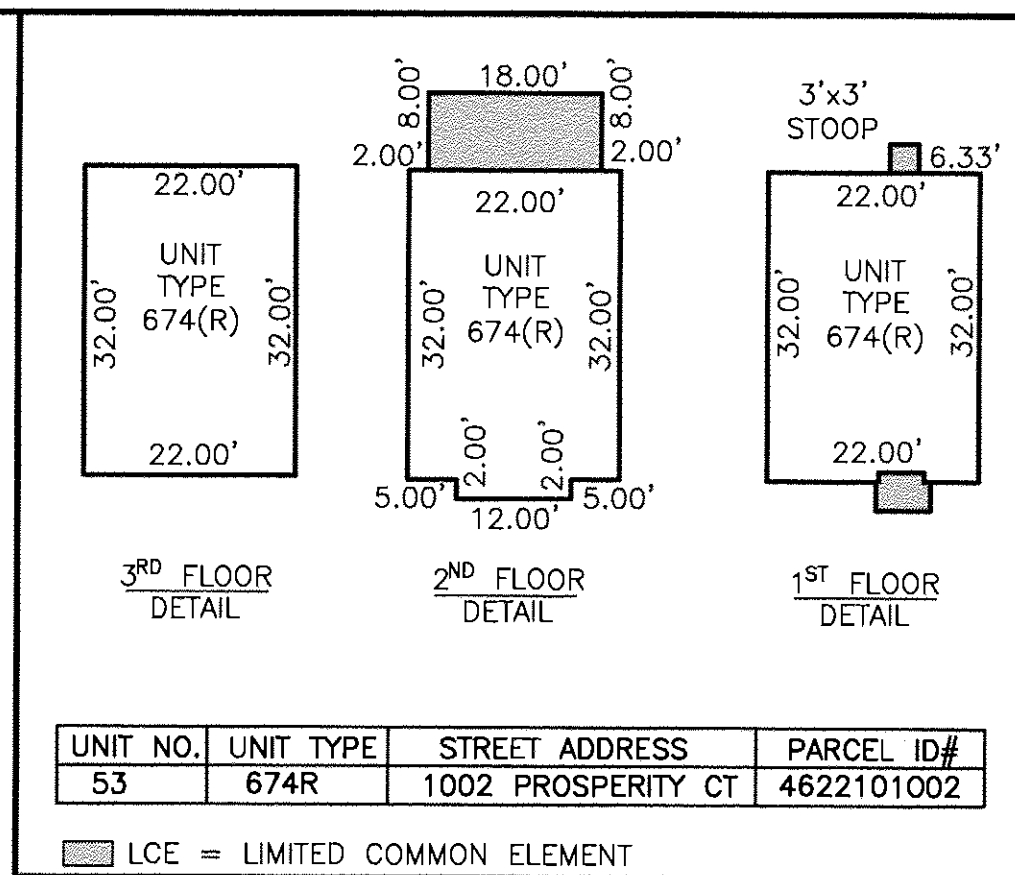 22.00'
UNIT
TYPE
674(R)
32.00'
32.00'
22.00'
3RD FLOOR
DETAIL
18.00'
8.00'
8.00'
2.00'
2.00'
22.00'
UNIT
TYPE
674(R)
32.00'
32.00'
2.00'
2.00'
5.00'
5.00'
12.00'
2ND FLOOR
DETAIL
3'x3'
STOOP
6.33'
22.00'
UNIT
TYPE
674(R)
32.00'
32.00'
22.00'
1ST FLOOR
DETAIL
UNIT NO. UNIT TYPE STREET ADDRESS PARCEL ID#
53 674R 1002 PROSPERITY CT 4622101002
LCE = LIMITED COMMON ELEMENT